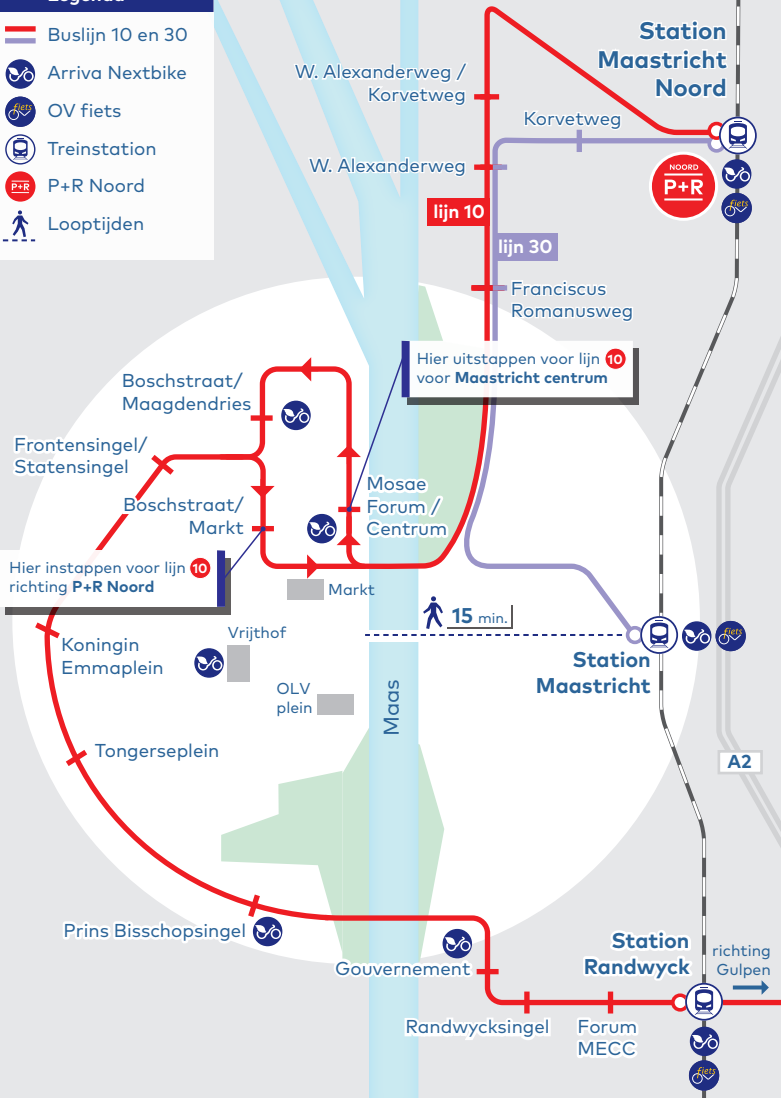 Legenda
Buslijn 10 en 30
Arriva Nextbike
fiets
OV fiets
Treinstation
P+R
P+R Noord
Looptijden
Station
Maastricht
Noord
W. Alexanderweg /
Korvetweg
Korvetweg
W. Alexanderweg
NOORD
P+R
fiets
lijn 10
lijn 30
Franciscus
Romanusweg
Hier uitstappen voor lijn 10
voor Maastricht centrum
Boschstraat/
Maagdendries
Frontensingel/
Statensingel
Mosae
Forum /
Centrum
Boschstraat/
Markt
Hier instappen voor lijn 10
richting P+R Noord
Markt
15 min.
Vrijthof
Koningin
Emmaplein
fiets
Station
Maastricht
OLV
plein
Maas
Tongerseplein
A2
Prins Bisschopsingel
Gouvernement
Station
Randwyck
richting
Gulpen
Randwycksingel
Forum
MECC
fiets